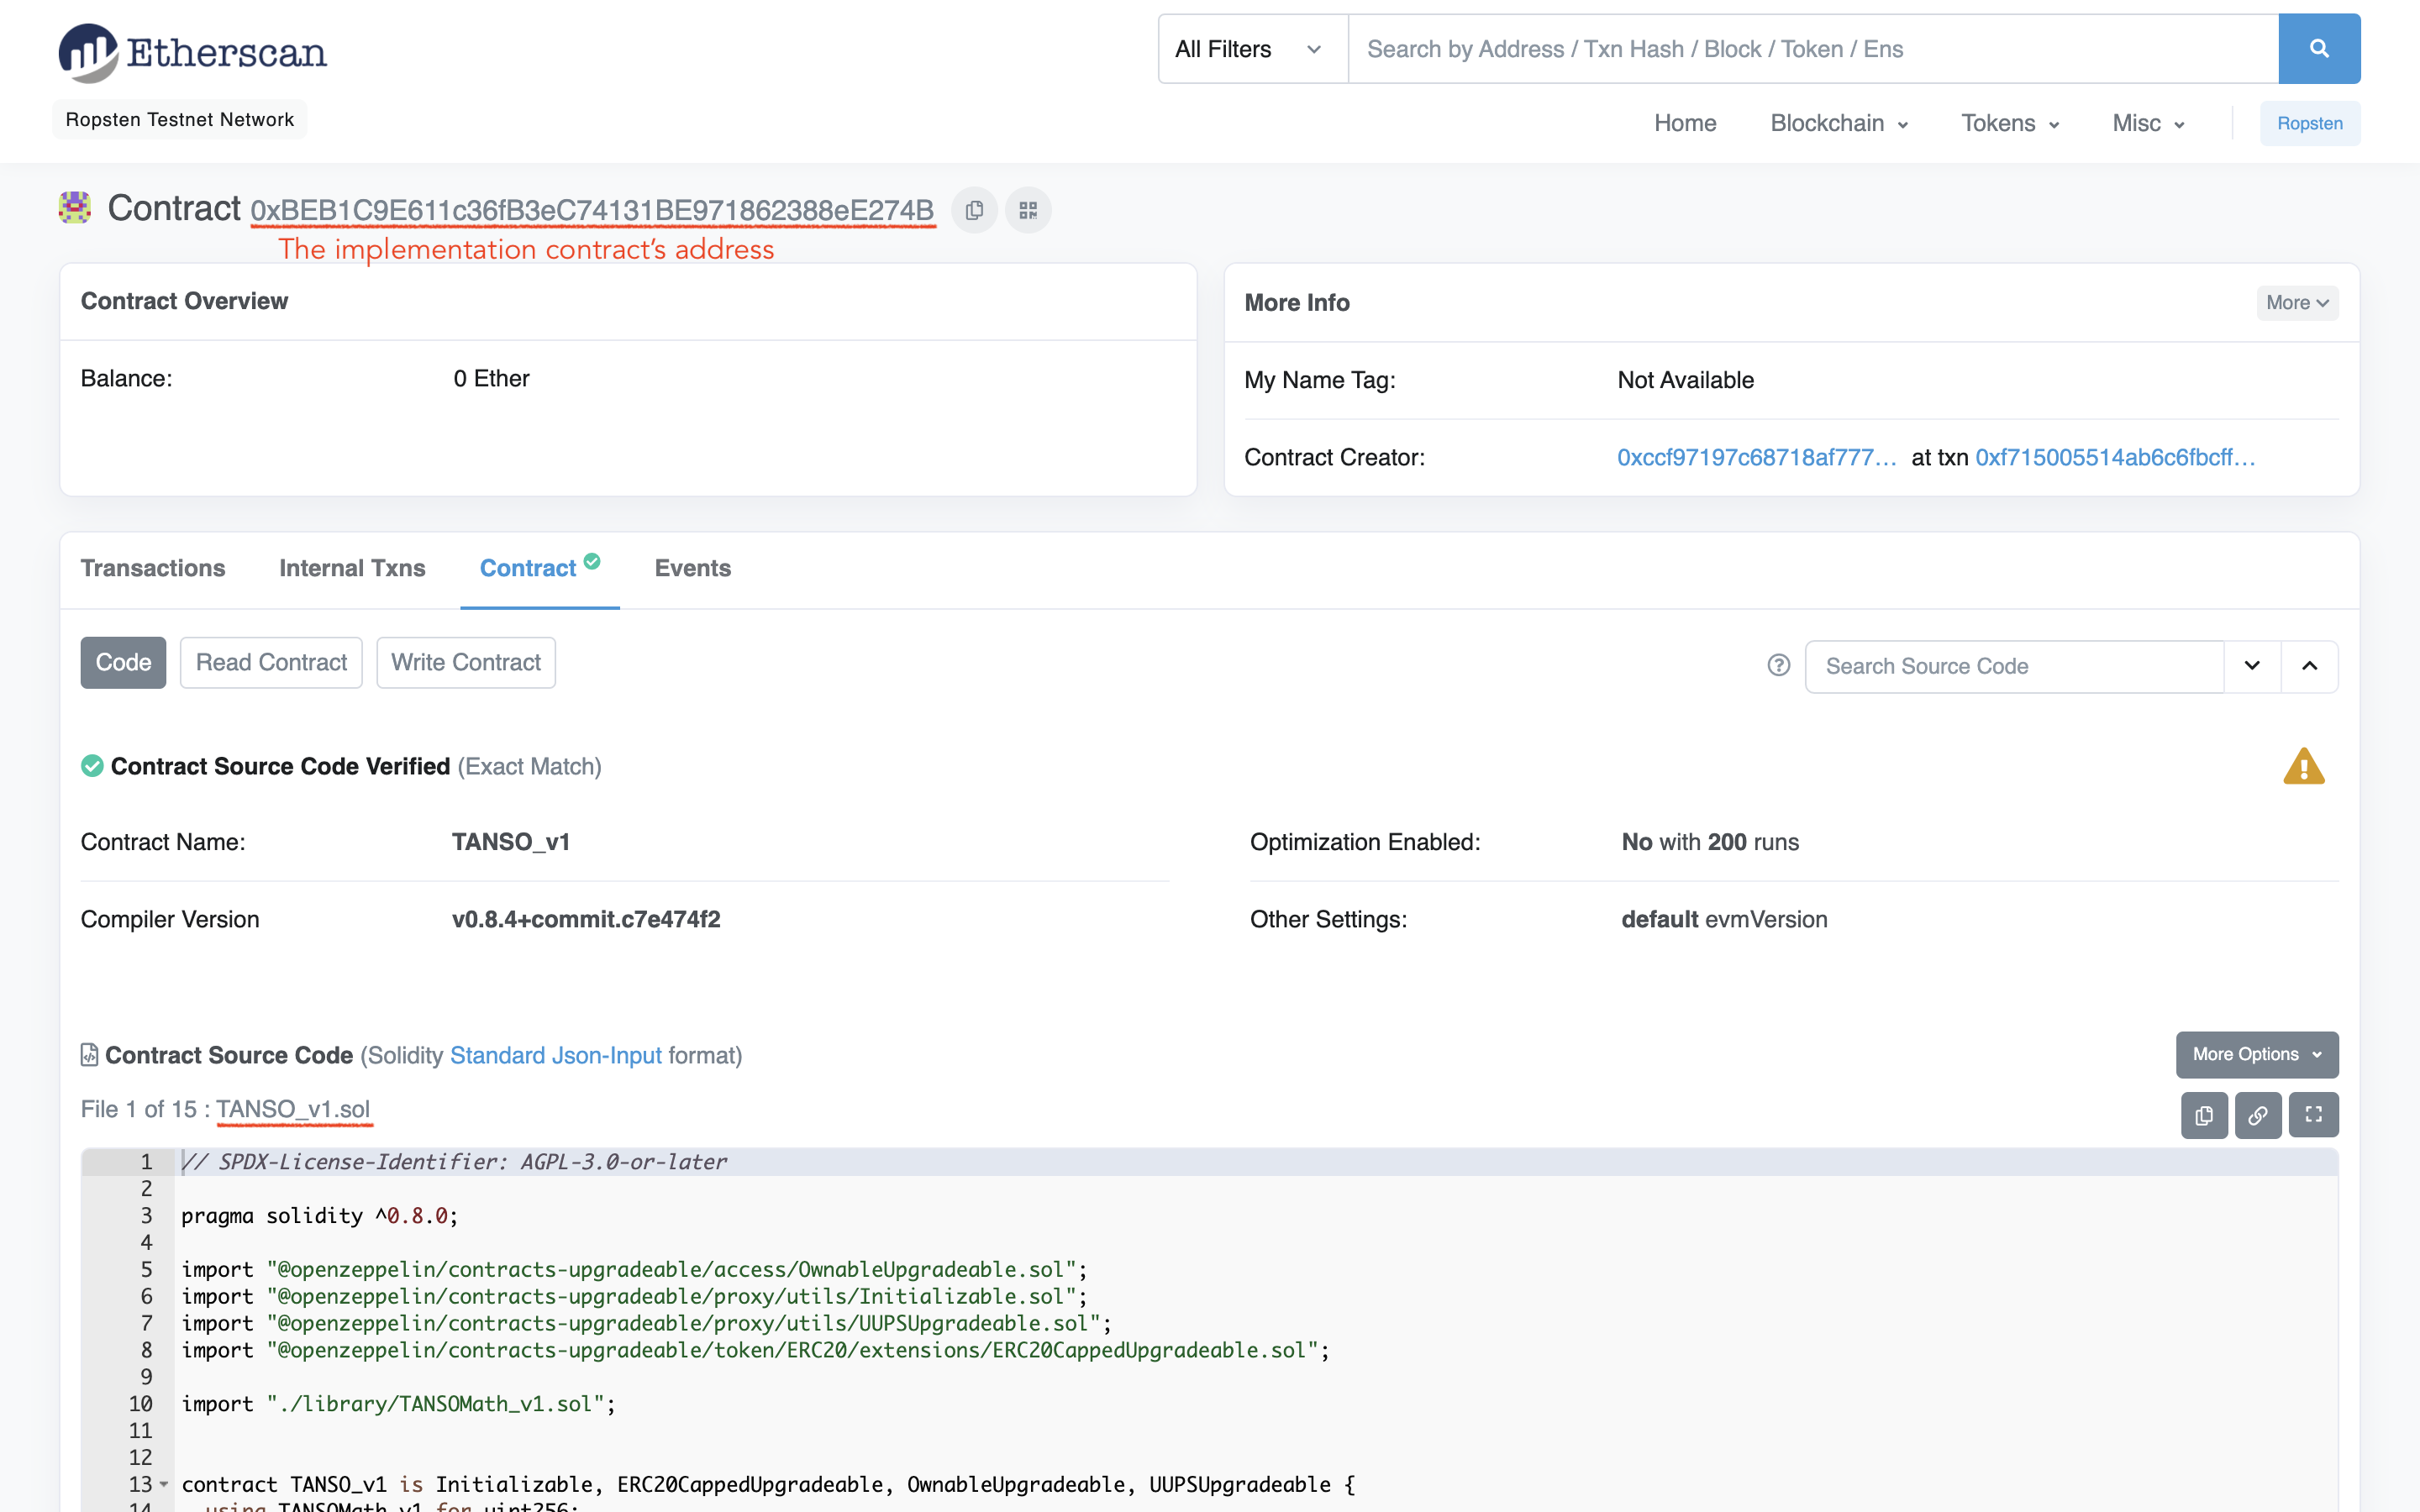 Etherscan
All Filters
Search by Address / Txn Hash / Block / Token / Ens
Ropsten Testnet Network
Home Blockchain Tokens Misc Ropsten
Contract 0xBEB1C9E611c36fB3eC74131BE971862388eE274B
The implementation contract's address
Contract Overview
Balance: 0 Ether
More Info
More
My Name Tag: Not Available
Contract Creator: 0xccf97197c68718af777... at txn 0xf715005514ab6c6fbcff...
Transactions Internal Txns Contract Events
Code Read Contract Write Contract
Search Source Code
Contract Source Code Verified (Exact Match)
Contract Name: TANSO_v1
Optimization Enabled: No with 200 runs
Compiler Version v0.8.4+commit.c7e474f2
Other Settings: default evmVersion
Contract Source Code (Solidity Standard Json-Input format)
More Options
File 1 of 15 : TANSO_v1.sol
1 // SPDX-License-Identifier: AGPL-3.0-or-later
2
3 pragma solidity ^0.8.0;
4
5 import "@openzeppelin/contracts-upgradeable/access/OwnableUpgradeable.sol";
6 import "@openzeppelin/contracts-upgradeable/proxy/utils/Initializable.sol";
7 import "@openzeppelin/contracts-upgradeable/proxy/utils/UUPSUpgradeable.sol";
8 import "@openzeppelin/contracts-upgradeable/token/ERC20/extensions/ERC20CappedUpgradeable.sol";
9
10 import "./library/TANSOMath_v1.sol";
11
12
13 contract TANSO_v1 is Initializable, ERC20CappedUpgradeable, OwnableUpgradeable, UUPSUpgradeable {
14 using TANSOMath_v1 for uint256;